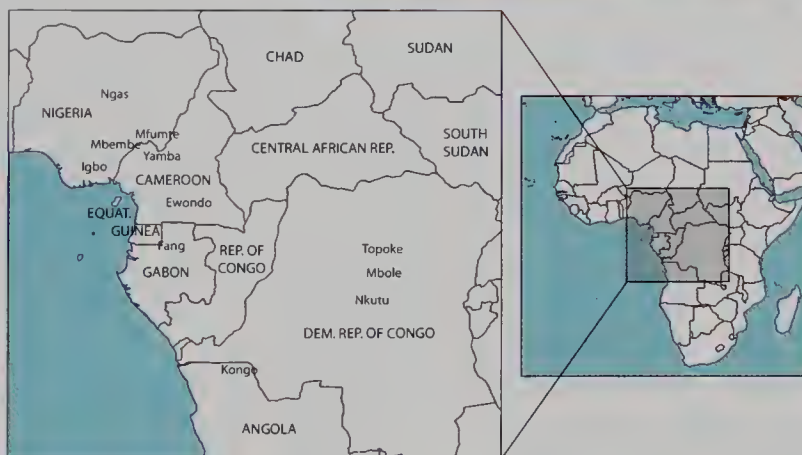 CHAD
SUDAN
Ngas
NIGERIA
Mfumte
Mbembe
Yamba
Igbo
CENTRAL AFRICAN REP.
SOUTH
SUDAN
CAMEROON
Ewondo
EQUAT.
GUINEA
Fang
GABON
REP. OF
CONGO
Topoke
Mbole
Nkutu
DEM. REP. OF CONGO
Kongo
ANGOLA